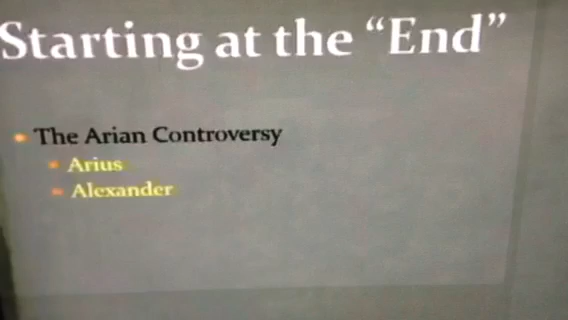 Starting at the “End”
The Arian Controversy
Arius
Alexander